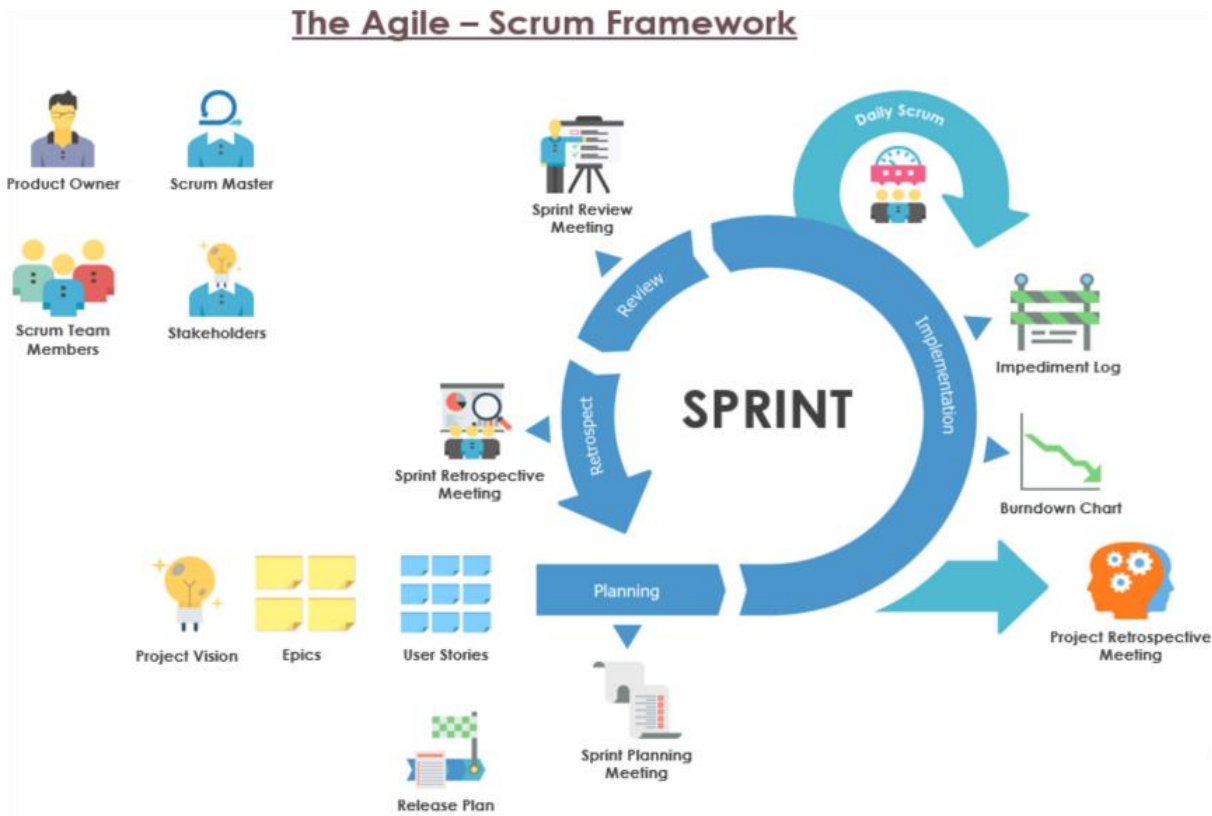 The Agile – Scrum Framework
Product Owner
Scrum Master
Scrum Team
Members
Stakeholders
Sprint Review
Meeting
Daily Scrum
Review
Implementation
Impediment Log
SPRINT
Retrospect
Sprint Retrospective
Meeting
Burndown Chart
Planning
Project Vision
Epics
User Stories
Project Retrospective
Meeting
Sprint Planning
Meeting
Release Plan